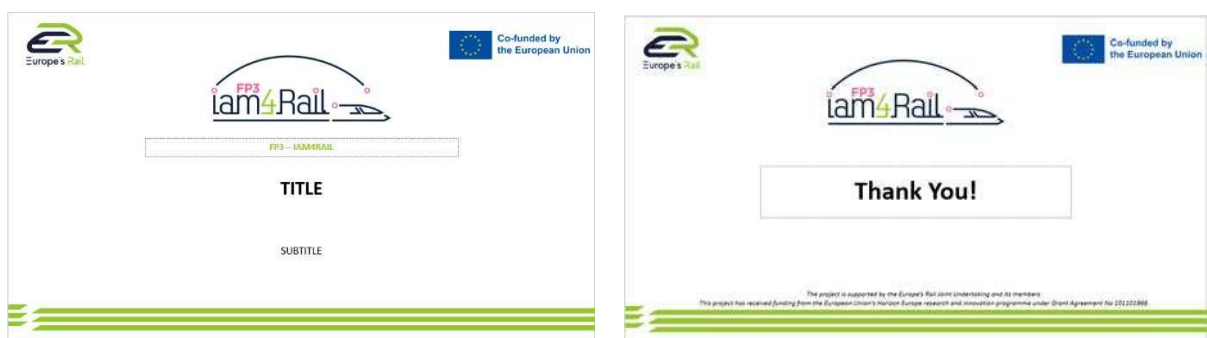 Europe's Rail
Co-funded by
the European Union
FP3
iam4Rail
FP3 – IAM4RAIL
TITLE
SUBTITLE
Europe's Rail
Co-funded by
the European Union
FP3
iam4Rail
Thank You!
The project is supported by the Europe's Rail Joint Undertaking and its members.
This project has received funding from the European Union's Horizon Europe research and innovation programme under Grant Agreement No 101101966.